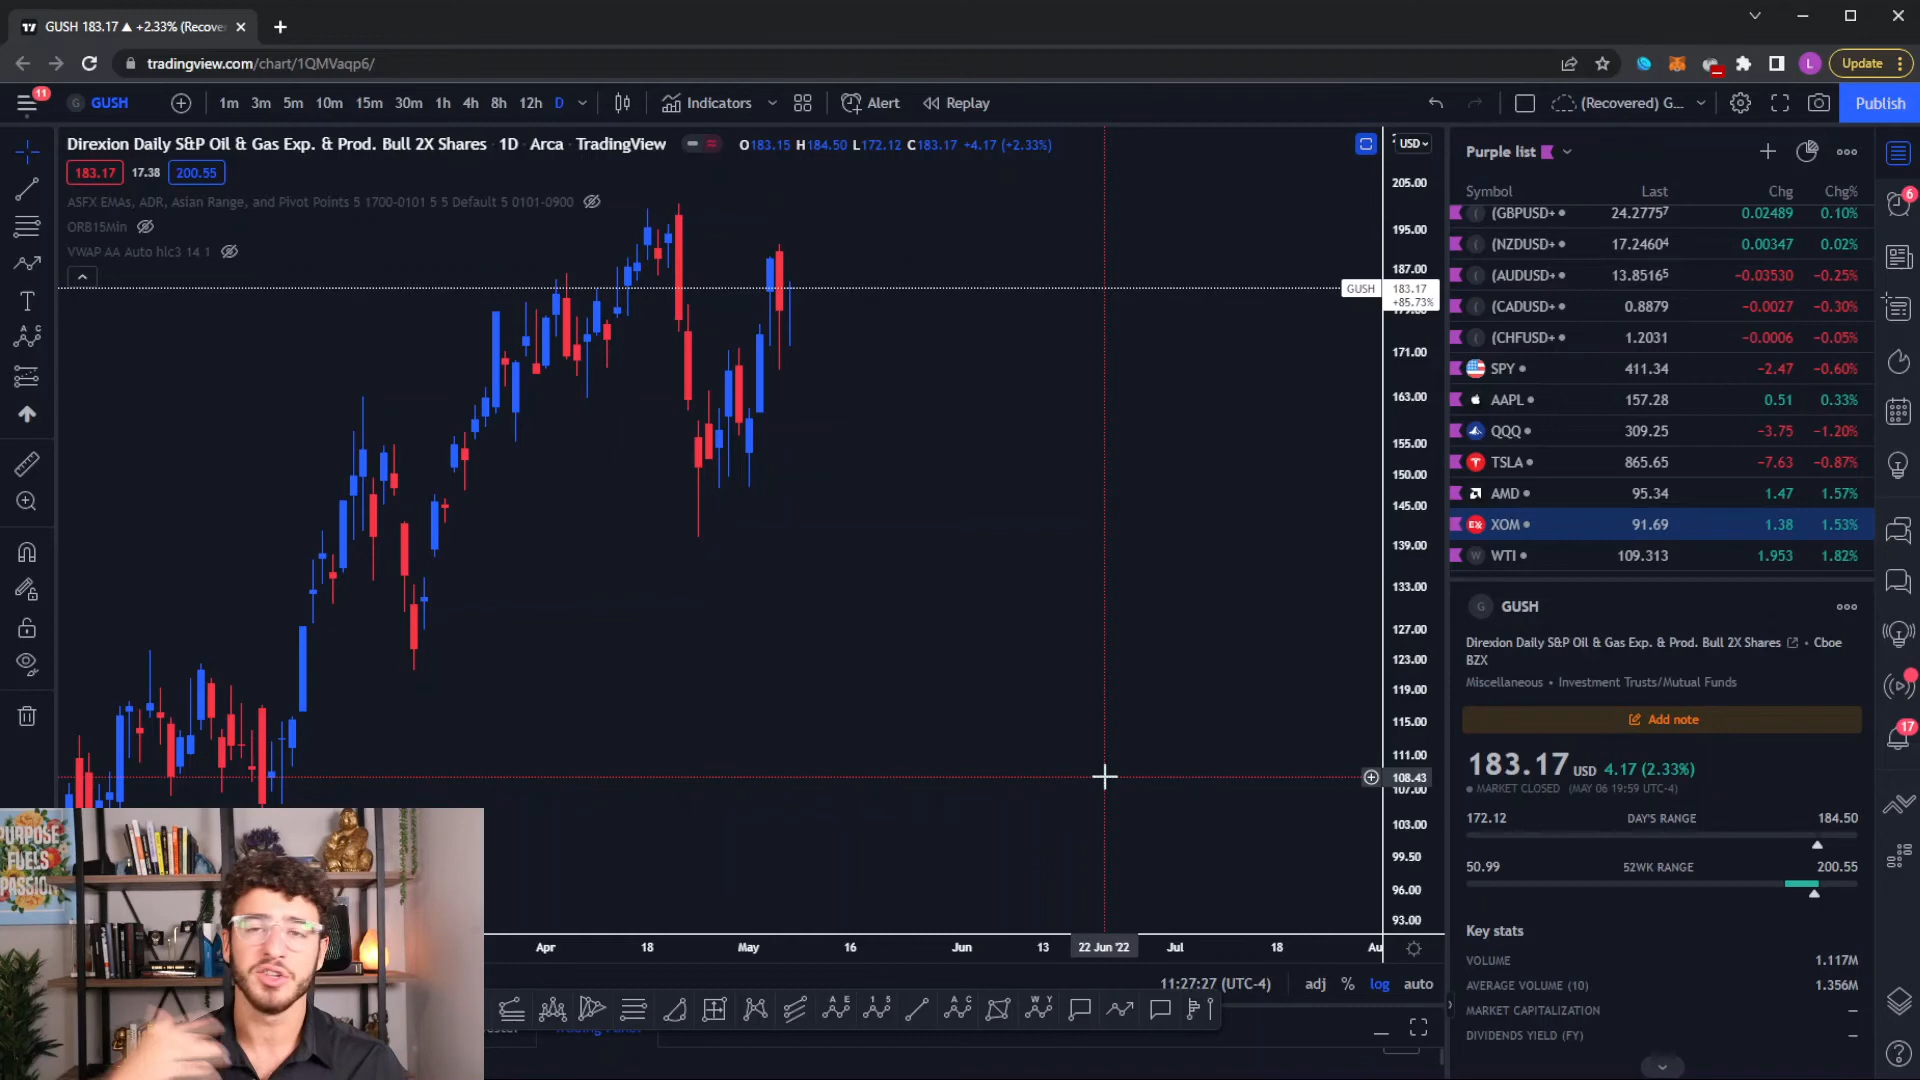 GUSH 183.17 ▲ +2.33% (Recove
tradingview.com/chart/1QMVaqp6/
Update
11
GUSH
1m 3m 5m 10m 15m 30m 1h 4h 8h 12h D
Indicators
Alert
Replay
(Recovered) G...
Publish
Direxion Daily S&P Oil & Gas Exp. & Prod. Bull 2X Shares 1D Arca TradingView
O183.15 H184.50 L172.12 C183.17 +4.17 (+2.33%)
183.17 17.38 200.55
ASFX EMAs, ADR, Asian Range, and Pivot Points 5 1700-0101 5 5 Default 5 0101-0900
ORB15Min
VWAP AA Auto hlc3 14 1
USD
205.00
195.00
187.00
GUSH 183.17
+85.73%
171.00
163.00
155.00
150.00
145.00
139.00
133.00
127.00
123.00
119.00
115.00
111.00
108.43
107.00
103.00
99.50
96.00
93.00
Apr 18 May 16 Jun 13 22 Jun '22 Jul 18 Au
11:27:27 (UTC-4) adj % log auto
Purple list
Symbol Last Chg Chg%
(GBPUSD+ 24.2775⁷ 0.02489 0.10%
(NZDUSD+ 17.2460⁴ 0.00347 0.02%
(AUDUSD+ 13.8516⁵ −0.03530 −0.25%
(CADUSD+ 0.8879 −0.0027 −0.30%
(CHFUSD+ 1.2031 −0.0006 −0.05%
SPY 411.34 −2.47 −0.60%
AAPL 157.28 0.51 0.33%
QQQ 309.25 −3.75 −1.20%
TSLA 865.65 −7.63 −0.87%
AMD 95.34 1.47 1.57%
XOM 91.69 1.38 1.53%
WTI 109.313 1.953 1.82%
GUSH
Direxion Daily S&P Oil & Gas Exp. & Prod. Bull 2X Shares • Cboe
BZX
Miscellaneous • Investment Trusts/Mutual Funds
Add note
183.17 USD 4.17 (2.33%)
MARKET CLOSED (MAY 06 19:59 UTC-4)
172.12 DAY'S RANGE 184.50
50.99 52WK RANGE 200.55
Key stats
VOLUME 1.117M
AVERAGE VOLUME (10) 1.356M
MARKET CAPITALIZATION —
DIVIDENDS YIELD (FY) —
6
17
PURPOSE
FUELS
PASSION